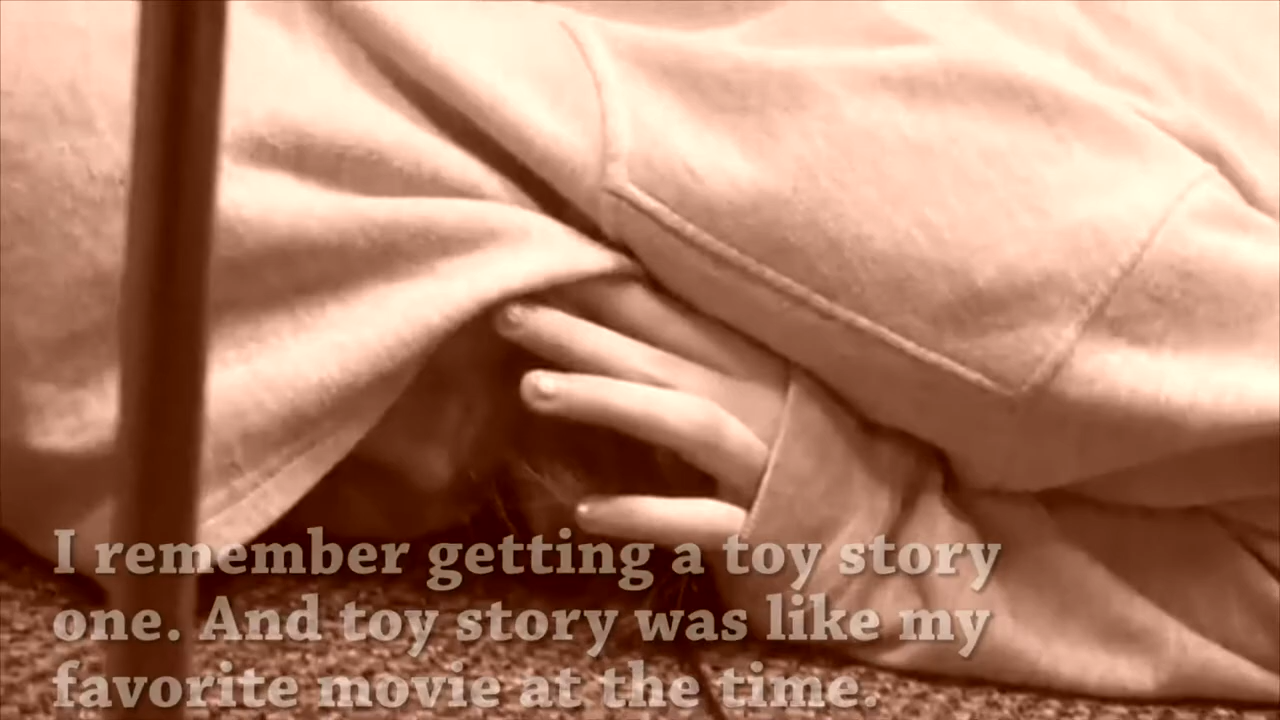 I remember getting a toy story
one. And toy story was like my
favorite movie at the time.